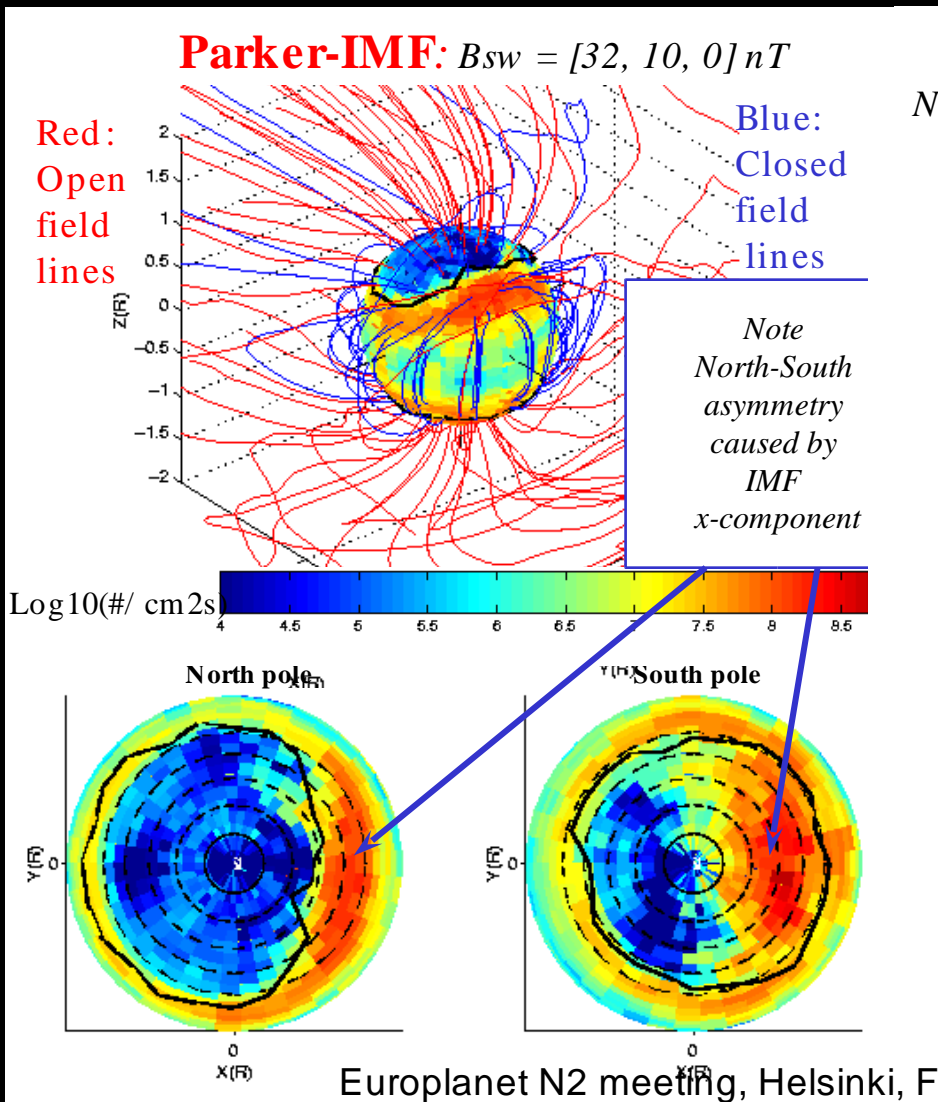 Parker-IMF: Bsw = [32, 10, 0] nT
N
Red:
Open
field
lines
Blue:
Closed
field
lines
2
1.5
1
0.5
0
−0.5
−1
−1.5
−2
Z(R)
Note
North-South
asymmetry
caused by
IMF
x-component
Log10(#/ cm2s)
4 4.5 5 5.5 6 7 7.5 8 8.5
North pole
X(R)
Y(R)
South pole
Y(R)
0
0
X(R)
Y(R)
0
0
X(R)
Europlanet N2 meeting, Helsinki, F